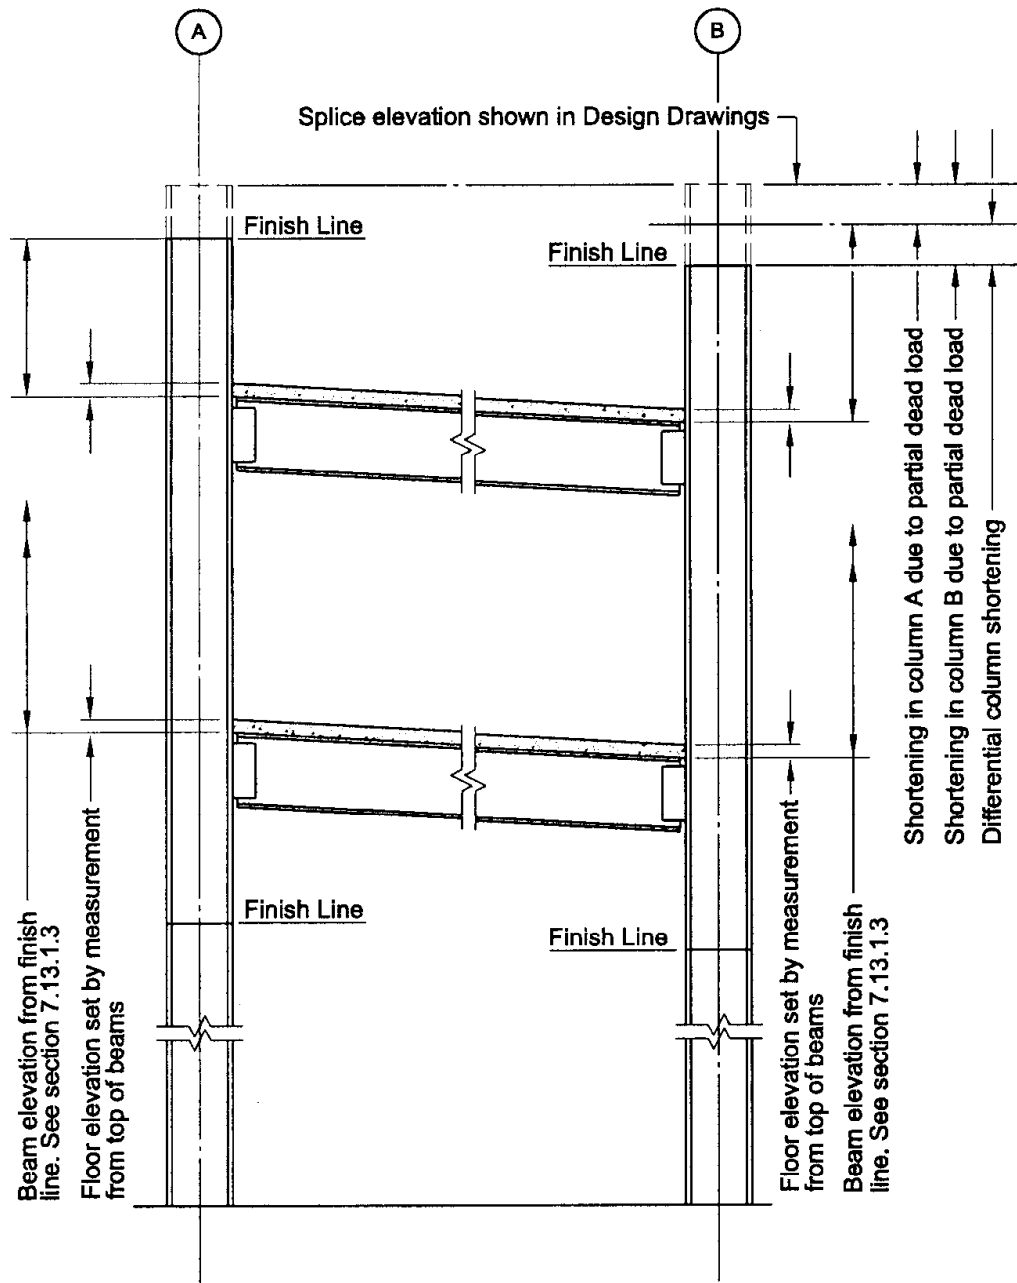 A
B
Splice elevation shown in Design Drawings
Finish Line
Finish Line
Finish Line
Finish Line
Beam elevation from finish
line. See section 7.13.1.3
Floor elevation set by measurement
from top of beams
Floor elevation set by measurement
from top of beams
Beam elevation from finish
line. See section 7.13.1.3
Shortening in column A due to partial dead load
Shortening in column B due to partial dead load
Differential column shortening